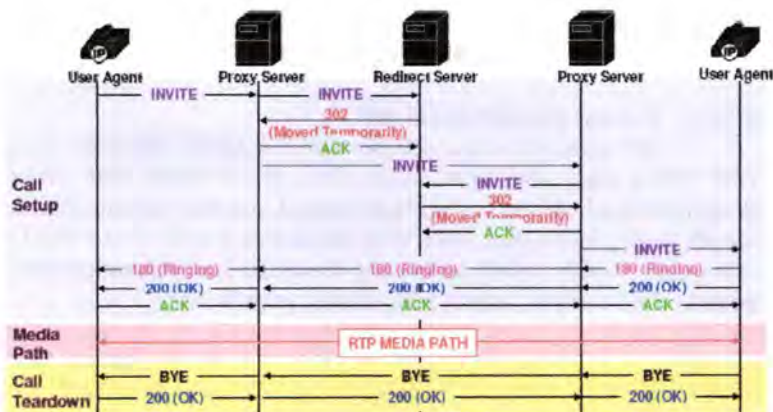 IP IP
User Agent Proxy Server Redirect Server Proxy Server User Agent
INVITE INVITE
302
(Moved Temporarily)
ACK
INVITE
Call
Setup
INVITE
302
(Moved Temporarily)
ACK
INVITE
180 (Ringing) 180 (Ringing) 180 (Ringing)
200 (OK) 200 (OK) 200 (OK)
ACK ACK ACK
Media
Path
RTP MEDIA PATH
Call
Teardown
BYE BYE BYE
200 (OK) 200 (OK) 200 (OK)